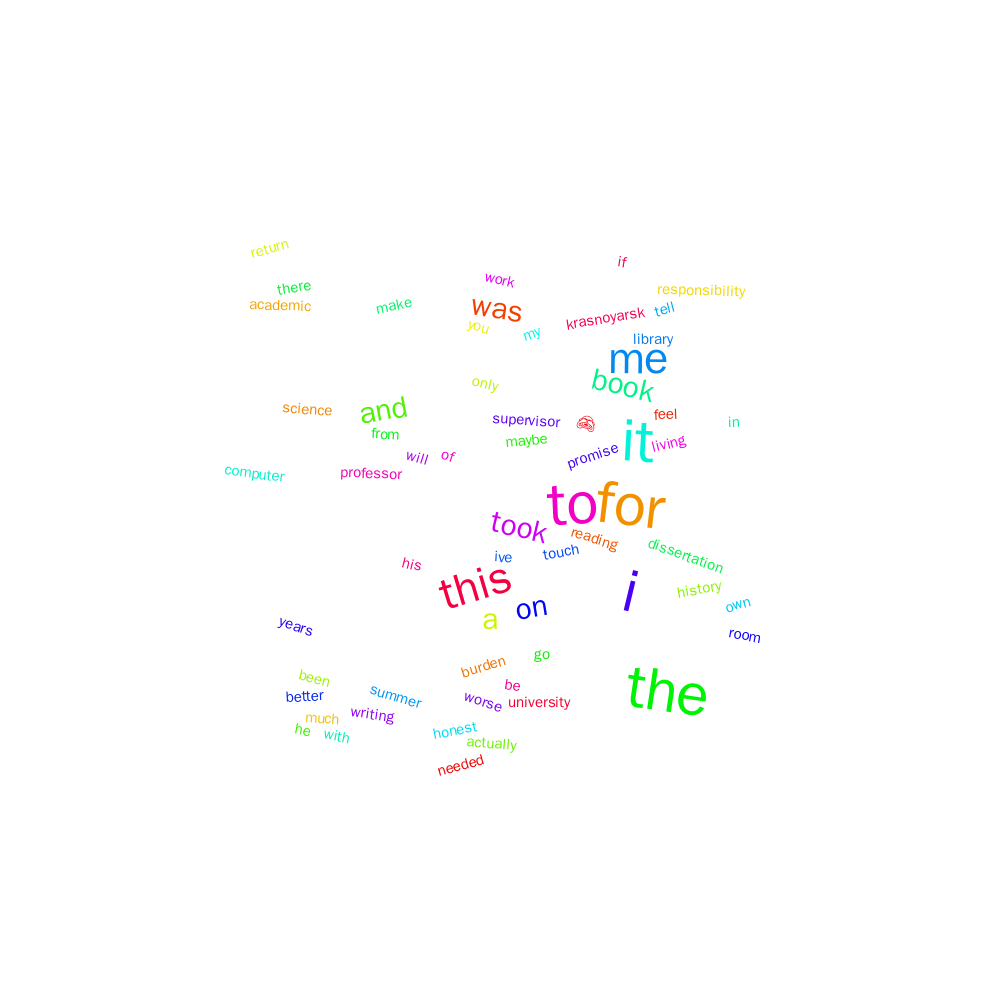 return
if
there
work
responsibility
academic
make
was
tell
krasnoyarsk
you
my
library
me
only
book
science
and
supervisor
feel
in
from
maybe
it
living
will
of
promise
computer
professor
to
for
took
reading
touch
dissertation
ive
his
this
i
history
on
own
a
years
room
go
burden
been
be
the
better
summer
worse
university
much
writing
he
with
honest
actually
needed